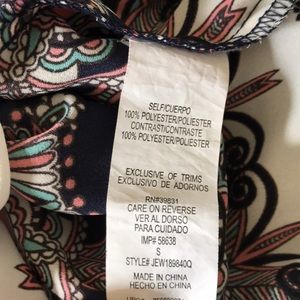 SELF/CUERPO
100% POLYESTER/POLIESTER
CONTRAST/CONTRASTE
100% POLYESTER/POLIESTER
EXCLUSIVE OF TRIMS
EXCLUSIVO DE ADORNOS
RN#39831
CARE ON REVERSE
VER AL DORSO
PARA CUIDADO
IMP# 58638
S
STYLE# JEW189840Q
MADE IN CHINA
HECHO EN CHINA